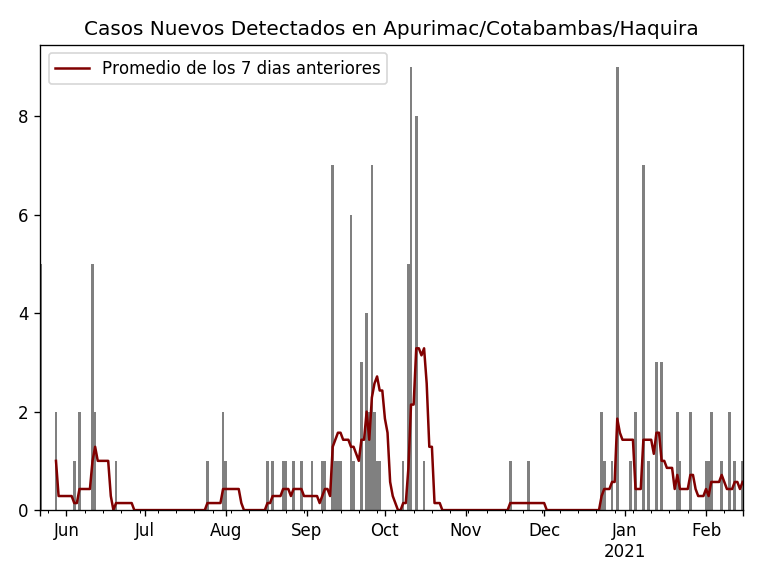 Casos Nuevos Detectados en Apurimac/Cotabambas/Haquira
Promedio de los 7 dias anteriores
8
6
4
2
0
Jun Jul Aug Sep Oct Nov Dec Jan Feb
2021